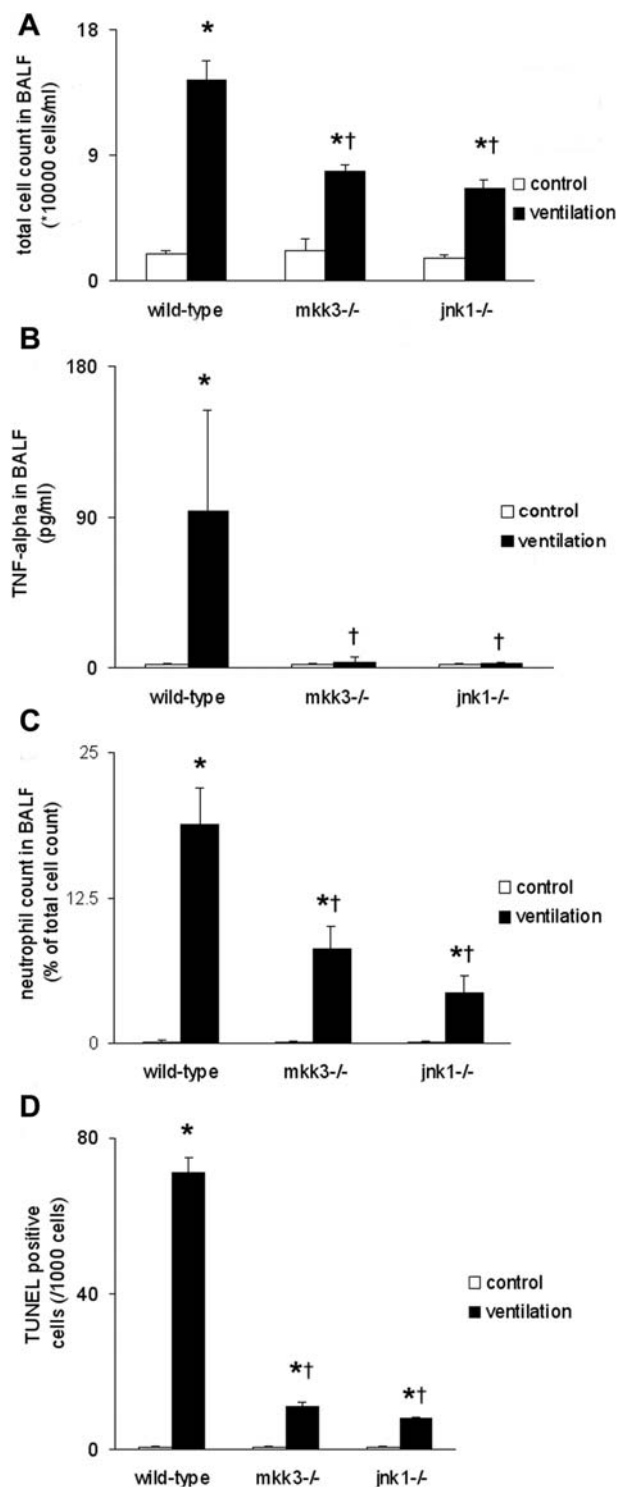 A
total cell count in BALF
(*10000 cells/ml)
18
9
0
*
*†
*†
control
ventilation
wild-type mkk3-/- jnk1-/-
B
TNF-alpha in BALF
(pg/ml)
180
90
0
*
†
†
control
ventilation
wild-type mkk3-/- jnk1-/-
C
neutrophil count in BALF
(% of total cell count)
25
12.5
0
*
*†
*†
control
ventilation
wild-type mkk3-/- jnk1-/-
D
TUNEL positive
cells (/1000 cells)
80
40
0
*
*†
*†
control
ventilation
wild-type mkk3-/- jnk1-/-